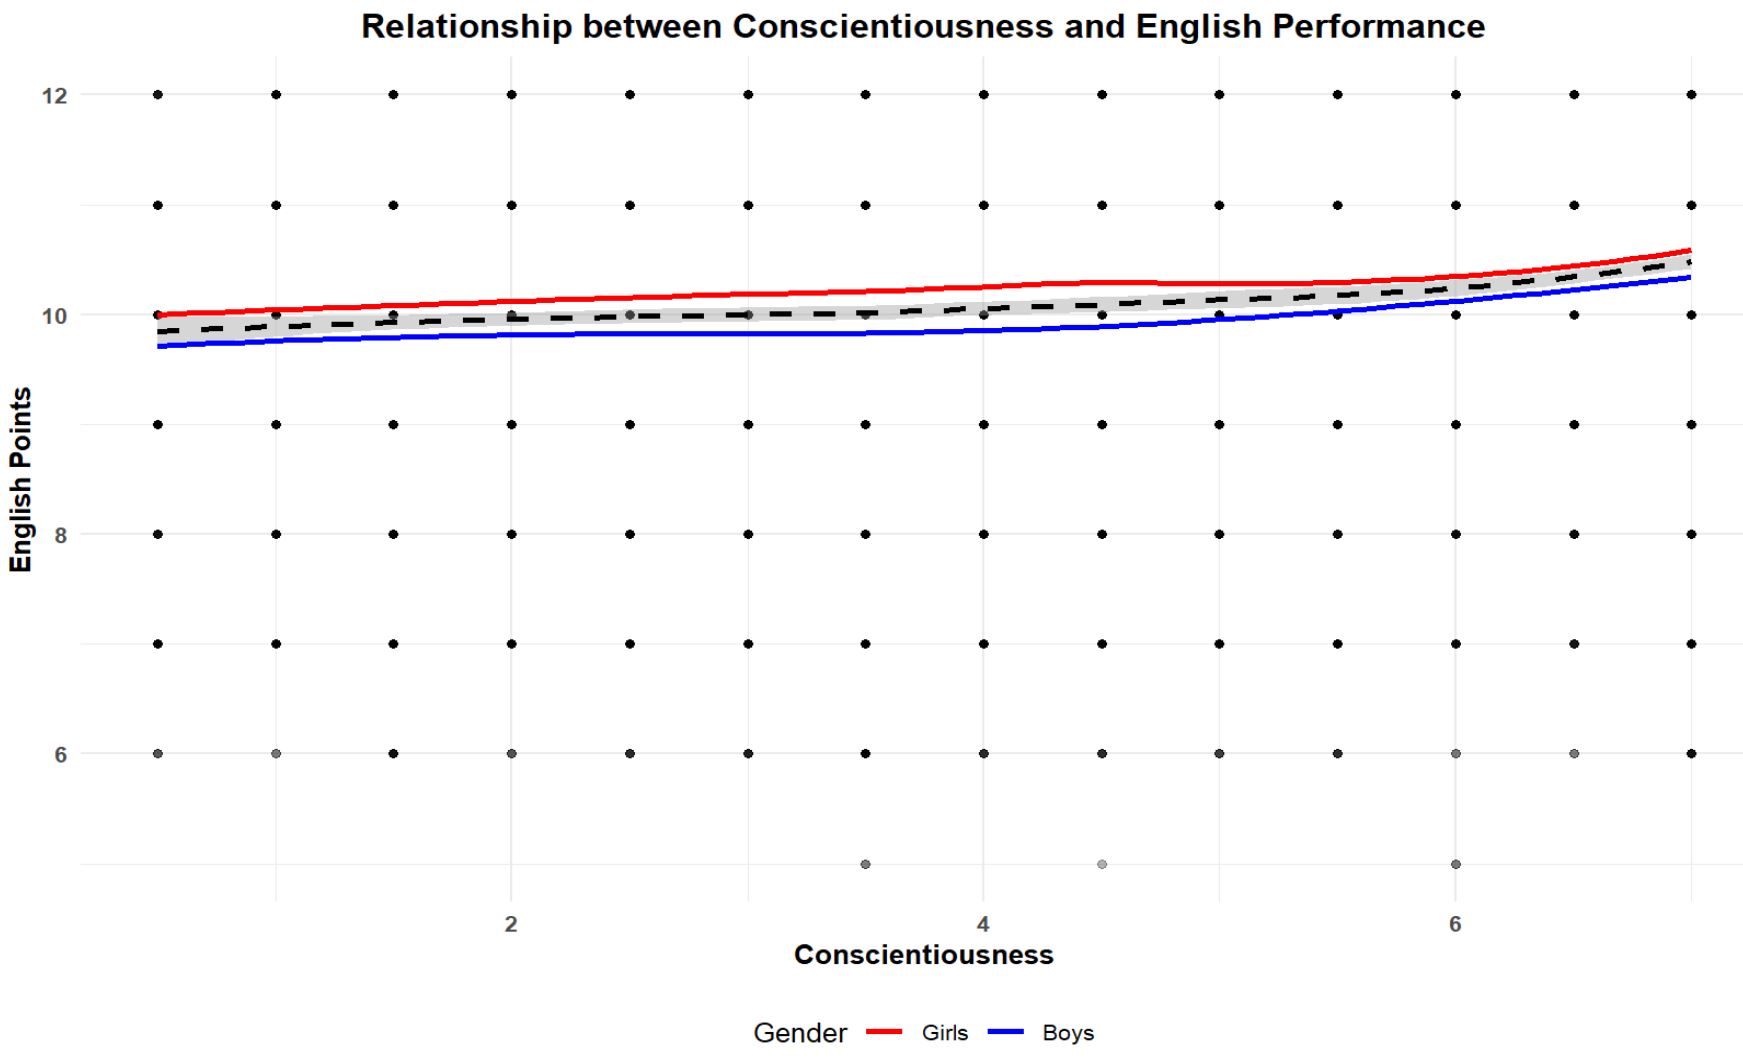 Relationship between Conscientiousness and English Performance
12
10
8
6
English Points
2 4 6
Conscientiousness
Gender Girls Boys